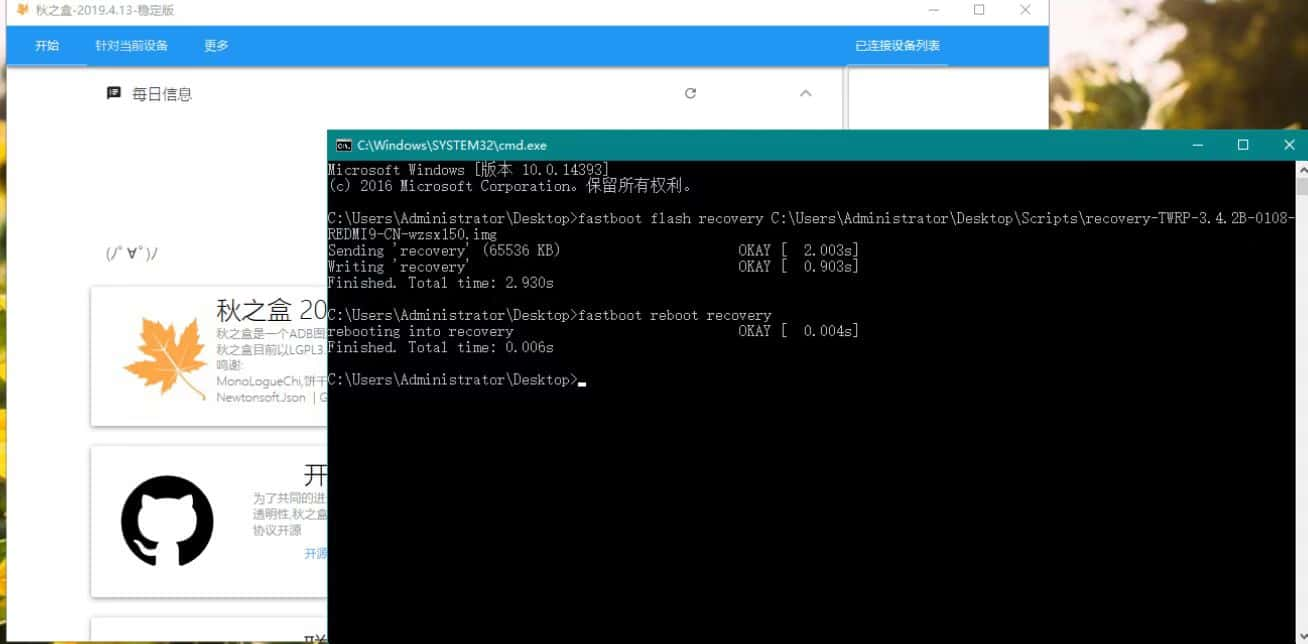 秋之盒-2019.4.13-稳定版
开始 针对当前设备 更多 已连接设备列表
每日信息
C:\Windows\SYSTEM32\cmd.exe
Microsoft Windows [版本 10.0.14393]
(c) 2016 Microsoft Corporation。保留所有权利。
C:\Users\Administrator\Desktop>fastboot flash recovery C:\Users\Administrator\Desktop\Scripts\recovery-TWRP-3.4.2B-0108-
REDMI9-CN-wzsx150.img
Sending 'recovery' (65536 KB) OKAY [ 2.003s]
Writing 'recovery' OKAY [ 0.903s]
Finished. Total time: 2.930s
C:\Users\Administrator\Desktop>fastboot reboot recovery
rebooting into recovery OKAY [ 0.004s]
Finished. Total time: 0.006s
C:\Users\Administrator\Desktop>
(ﾉﾟ∀ﾟ)ﾉ
秋之盒 20
秋之盒是一个ADB图
秋之盒目前以LGPL3
鸣谢:
MonoLogueChi,饼干
NewtonsoftJson | G
开
为了共同的进
透明性,秋之盒
协议开源
开源